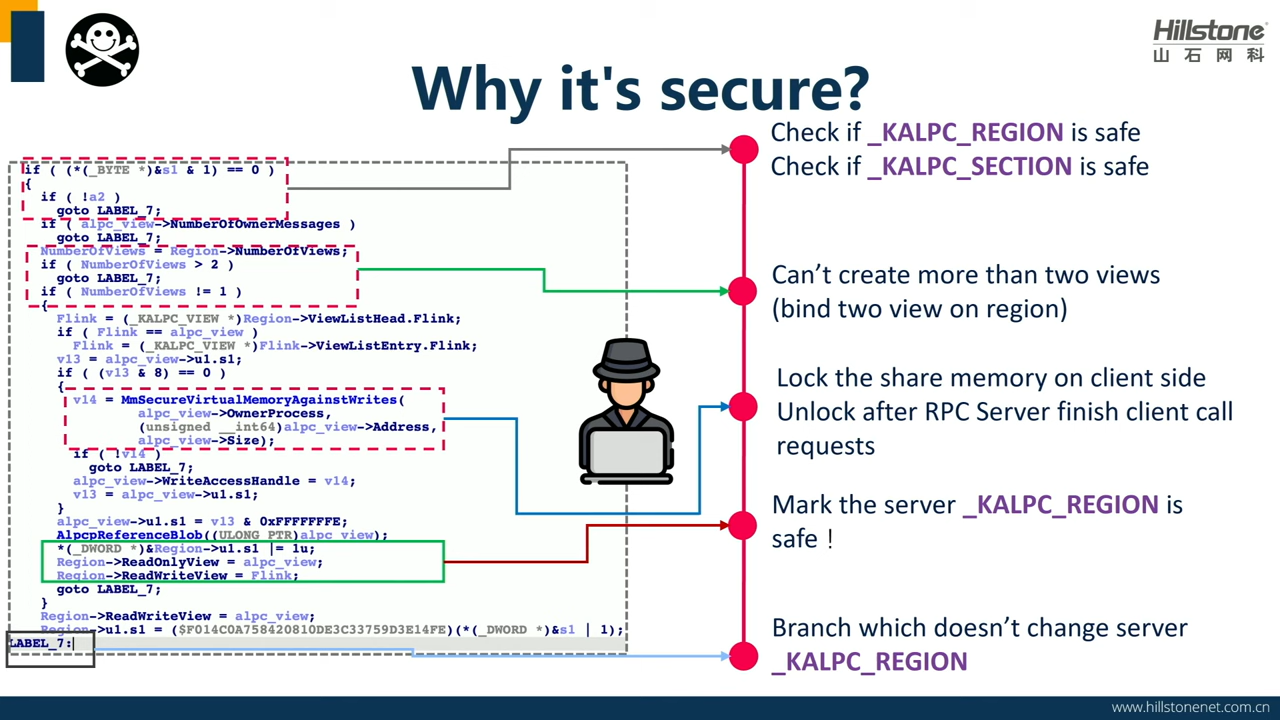 Hillstone
山石网科
Why it's secure?
if ( (*(_BYTE *)&s1 & 1) == 0 )
{
if ( !a2 )
goto LABEL_7;
if ( alpc_view->NumberOfOwnerMessages )
goto LABEL_7;
NumberOfViews = Region->NumberOfViews;
if ( NumberOfViews > 2 )
goto LABEL_7;
if ( NumberOfViews != 1 )
{
Flink = (_KALPC_VIEW *)Region->ViewListHead.Flink;
if ( Flink == alpc_view )
Flink = (_KALPC_VIEW *)Flink->ViewListEntry.Flink;
v13 = alpc_view->u1.s1;
if ( (v13 & 8) == 0 )
{
v14 = MmSecureVirtualMemoryAgainstWrites(
alpc_view->OwnerProcess,
(unsigned __int64)alpc_view->Address,
alpc_view->Size);
if ( !v14 )
goto LABEL_7;
alpc_view->WriteAccessHandle = v14;
v13 = alpc_view->u1.s1;
}
alpc_view->u1.s1 = v13 & 0xFFFFFFFE;
AlpcpReferenceBlob((ULONG_PTR)alpc_view);
*(_DWORD *)&Region->u1.s1 |= 1u;
Region->ReadOnlyView = alpc_view;
Region->ReadWriteView = Flink;
goto LABEL_7;
}
Region->ReadWriteView = alpc_view;
Region->u1.s1 = ($F014C0A758420810DE3C33759D3E14FE)(*(_DWORD *)&s1 | 1);
LABEL_7:
Check if _KALPC_REGION is safe
Check if _KALPC_SECTION is safe
Can’t create more than two views
(bind two view on region)
Lock the share memory on client side
Unlock after RPC Server finish client call
requests
Mark the server _KALPC_REGION is
safe！
Branch which doesn’t change server
_KALPC_REGION
www.hillstonenet.com.cn